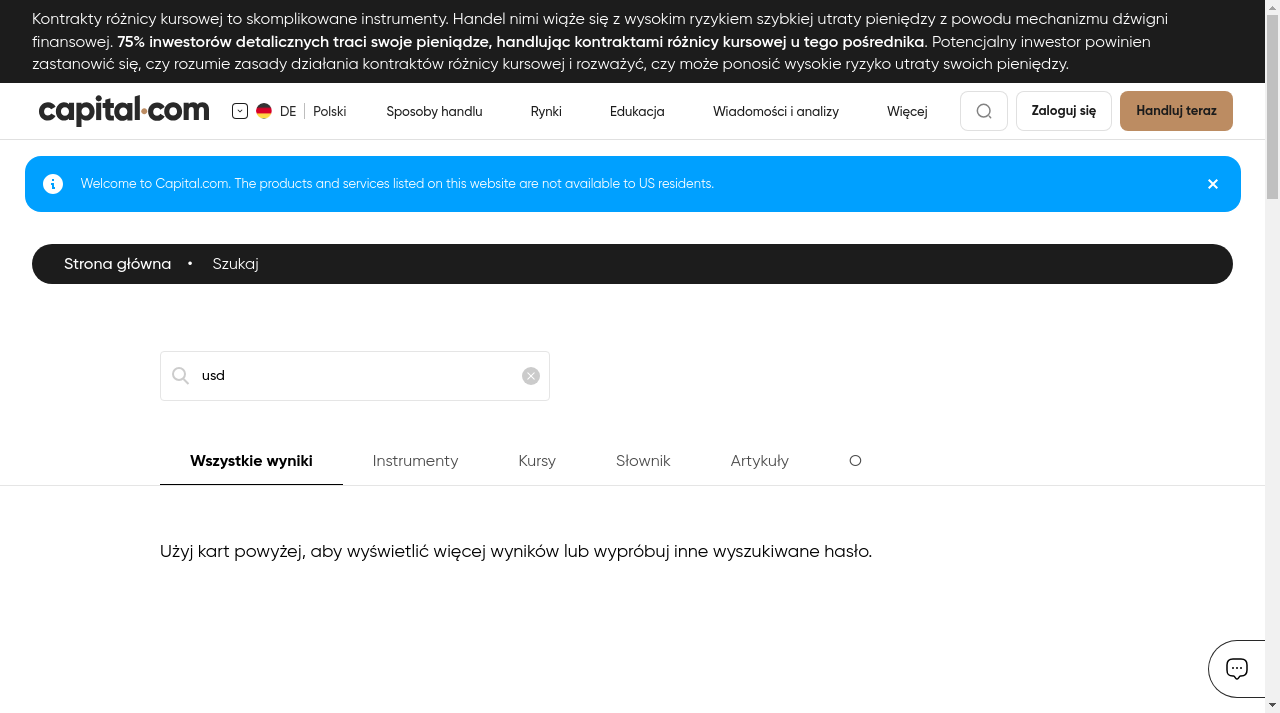 Kontrakty różnicy kursowej to skomplikowane instrumenty. Handel nimi wiąże się z wysokim ryzykiem szybkiej utraty pieniędzy z powodu mechanizmu dźwigni
finansowej. 75% inwestorów detalicznych traci swoje pieniądze, handlując kontraktami różnicy kursowej u tego pośrednika. Potencjalny inwestor powinien
zastanowić się, czy rozumie zasady działania kontraktów różnicy kursowej i rozważyć, czy może ponosić wysokie ryzyko utraty swoich pieniędzy.
capital.com DE Polski Sposoby handlu Rynki Edukacja Wiadomości i analizy Więcej Zaloguj się Handluj teraz
Welcome to Capital.com. The products and services listed on this website are not available to US residents.
Strona główna • Szukaj
usd
Wszystkie wyniki Instrumenty Kursy Słownik Artykuły O
Użyj kart powyżej, aby wyświetlić więcej wyników lub wypróbuj inne wyszukiwane hasło.